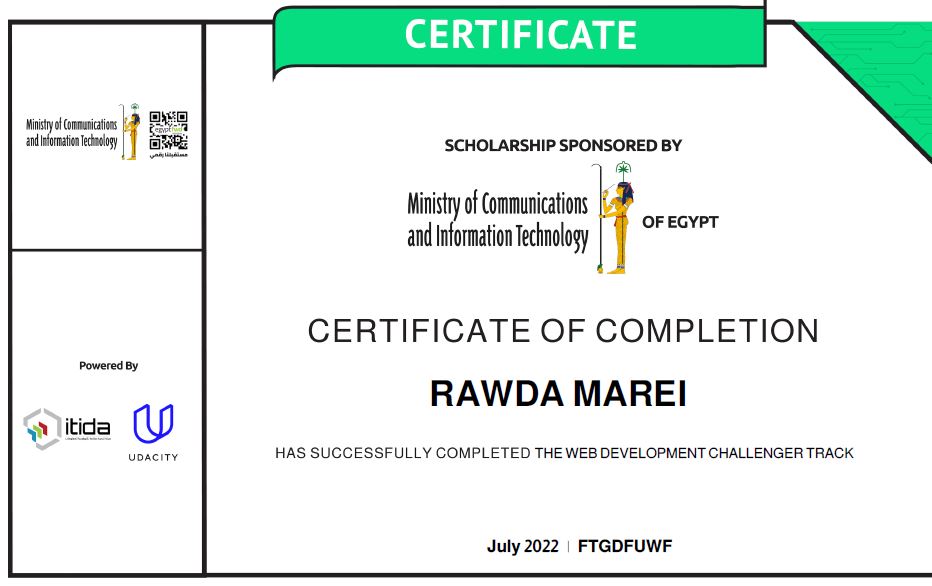 CERTIFICATE
Ministry of Communications
and Information Technology
egyptfwd
مستقبلنا رقمي
SCHOLARSHIP SPONSORED BY
Ministry of Communications
and Information Technology
OF EGYPT
CERTIFICATE OF COMPLETION
RAWDA MAREI
HAS SUCCESSFULLY COMPLETED THE WEB DEVELOPMENT CHALLENGER TRACK
Powered By
itida
UDACITY
July 2022 | FTGDFUWF